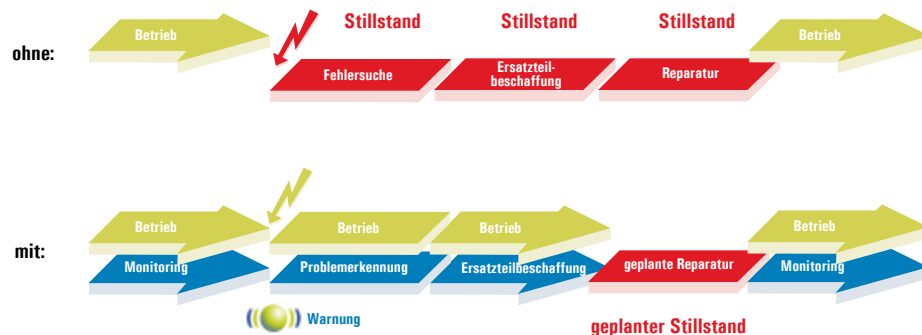 Stillstand Stillstand Stillstand
ohne: Betrieb Betrieb
Fehlersuche Ersatzteil-
beschaffung Reparatur
Betrieb Betrieb Betrieb Betrieb
mit: Monitoring Problemerkennung Ersatzteilbeschaffung geplante Reparatur Monitoring
Warnung
geplanter Stillstand